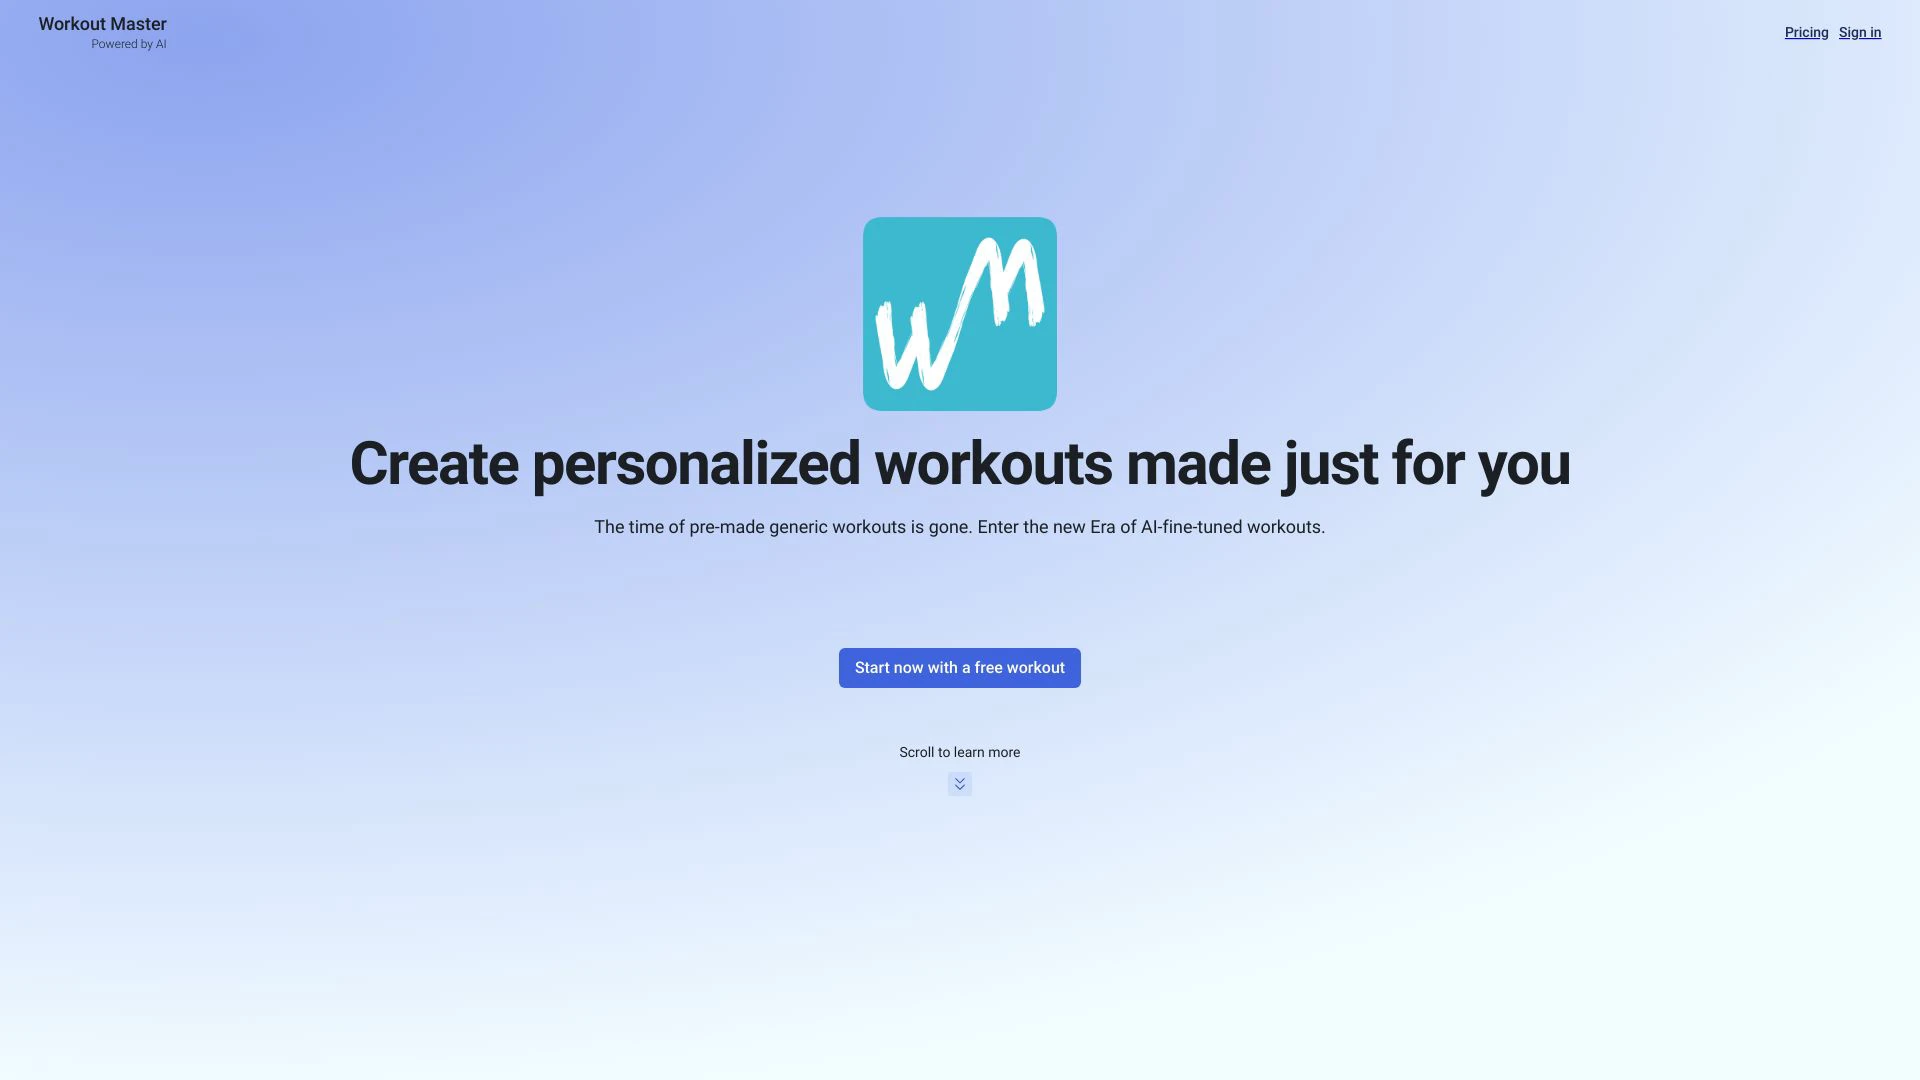 Workout Master
Powered by AI
Pricing Sign in
WM
Create personalized workouts made just for you
The time of pre-made generic workouts is gone. Enter the new Era of AI-fine-tuned workouts.
Start now with a free workout
Scroll to learn more